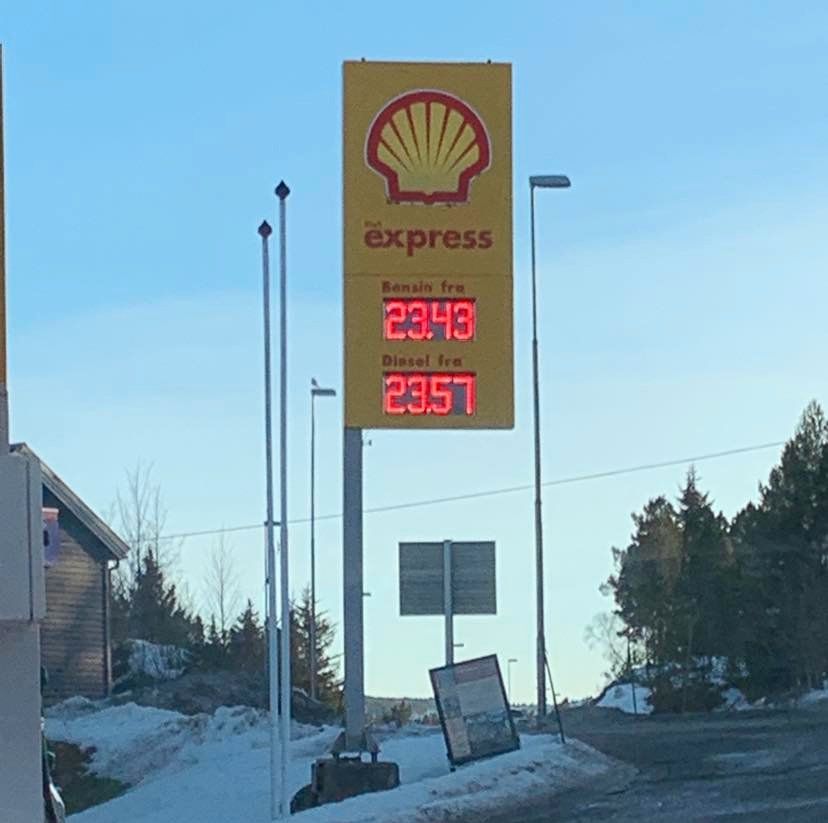 express
Bensin fra
23.43
Diesel fra
23.57